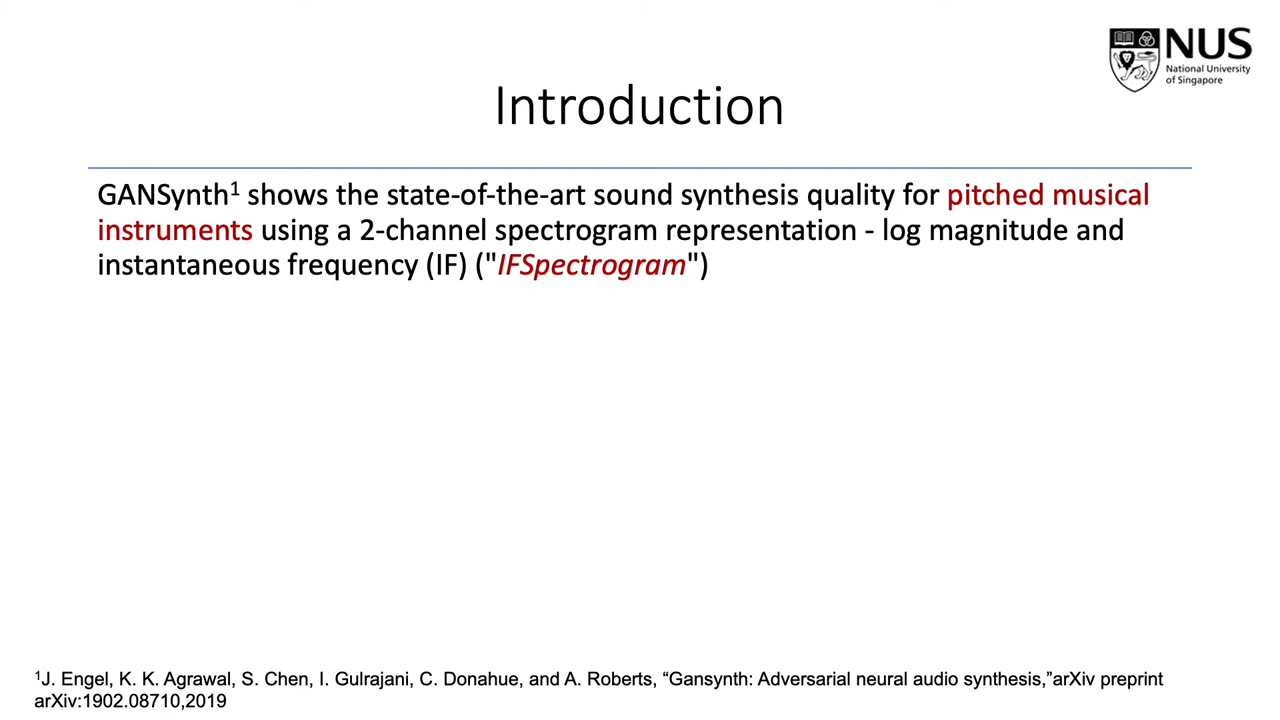 NUS
National University
of Singapore
Introduction
GANSynth¹ shows the state-of-the-art sound synthesis quality for pitched musical
instruments using a 2-channel spectrogram representation - log magnitude and
instantaneous frequency (IF) ("IFSpectrogram")
¹J. Engel, K. K. Agrawal, S. Chen, I. Gulrajani, C. Donahue, and A. Roberts, “Gansynth: Adversarial neural audio synthesis,”arXiv preprint
arXiv:1902.08710,2019